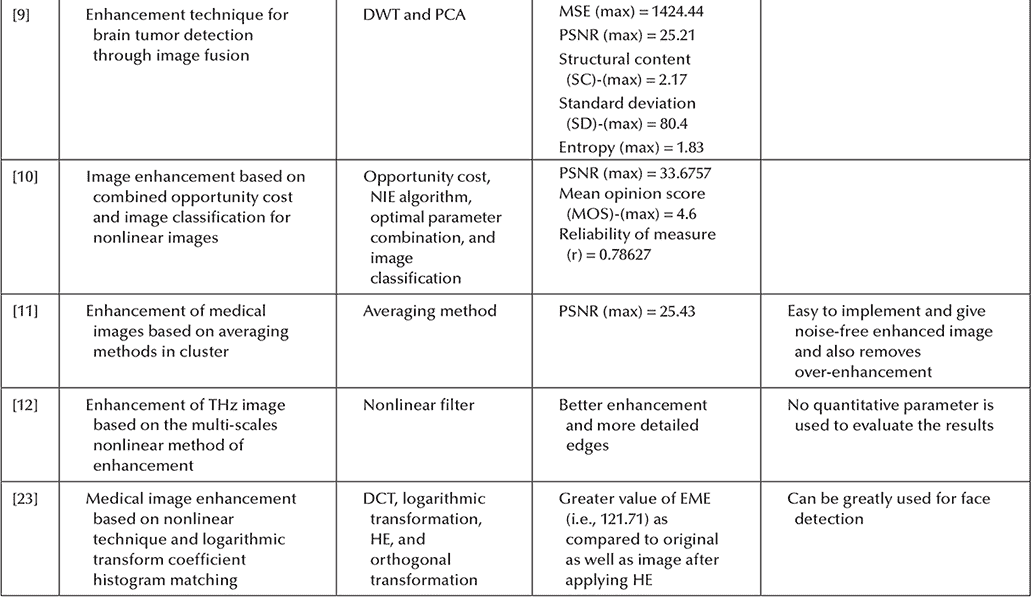 [9]
Enhancement technique for
brain tumor detection
through image fusion
DWT and PCA
MSE (max) = 1424.44
PSNR (max) = 25.21
Structural content
(SC)-(max) = 2.17
Standard deviation
(SD)-(max) = 80.4
Entropy (max) = 1.83
[10]
Image enhancement based on
combined opportunity cost
and image classification for
nonlinear images
Opportunity cost,
NIE algorithm,
optimal parameter
combination, and
image
classification
PSNR (max) = 33.6757
Mean opinion score
(MOS)-(max) = 4.6
Reliability of measure
(r) = 0.78627
[11]
Enhancement of medical
images based on averaging
methods in cluster
Averaging method
PSNR (max) = 25.43
Easy to implement and give
noise-free enhanced image
and also removes
over-enhancement
[12]
Enhancement of THz image
based on the multi-scales
nonlinear method of
enhancement
Nonlinear filter
Better enhancement
and more detailed
edges
No quantitative parameter is
used to evaluate the results
[23]
Medical image enhancement
based on nonlinear
technique and logarithmic
transform coefficient
histogram matching
DCT, logarithmic
transformation,
HE, and
orthogonal
transformation
Greater value of EME
(i.e., 121.71) as
compared to original
as well as image after
applying HE
Can be greatly used for face
detection